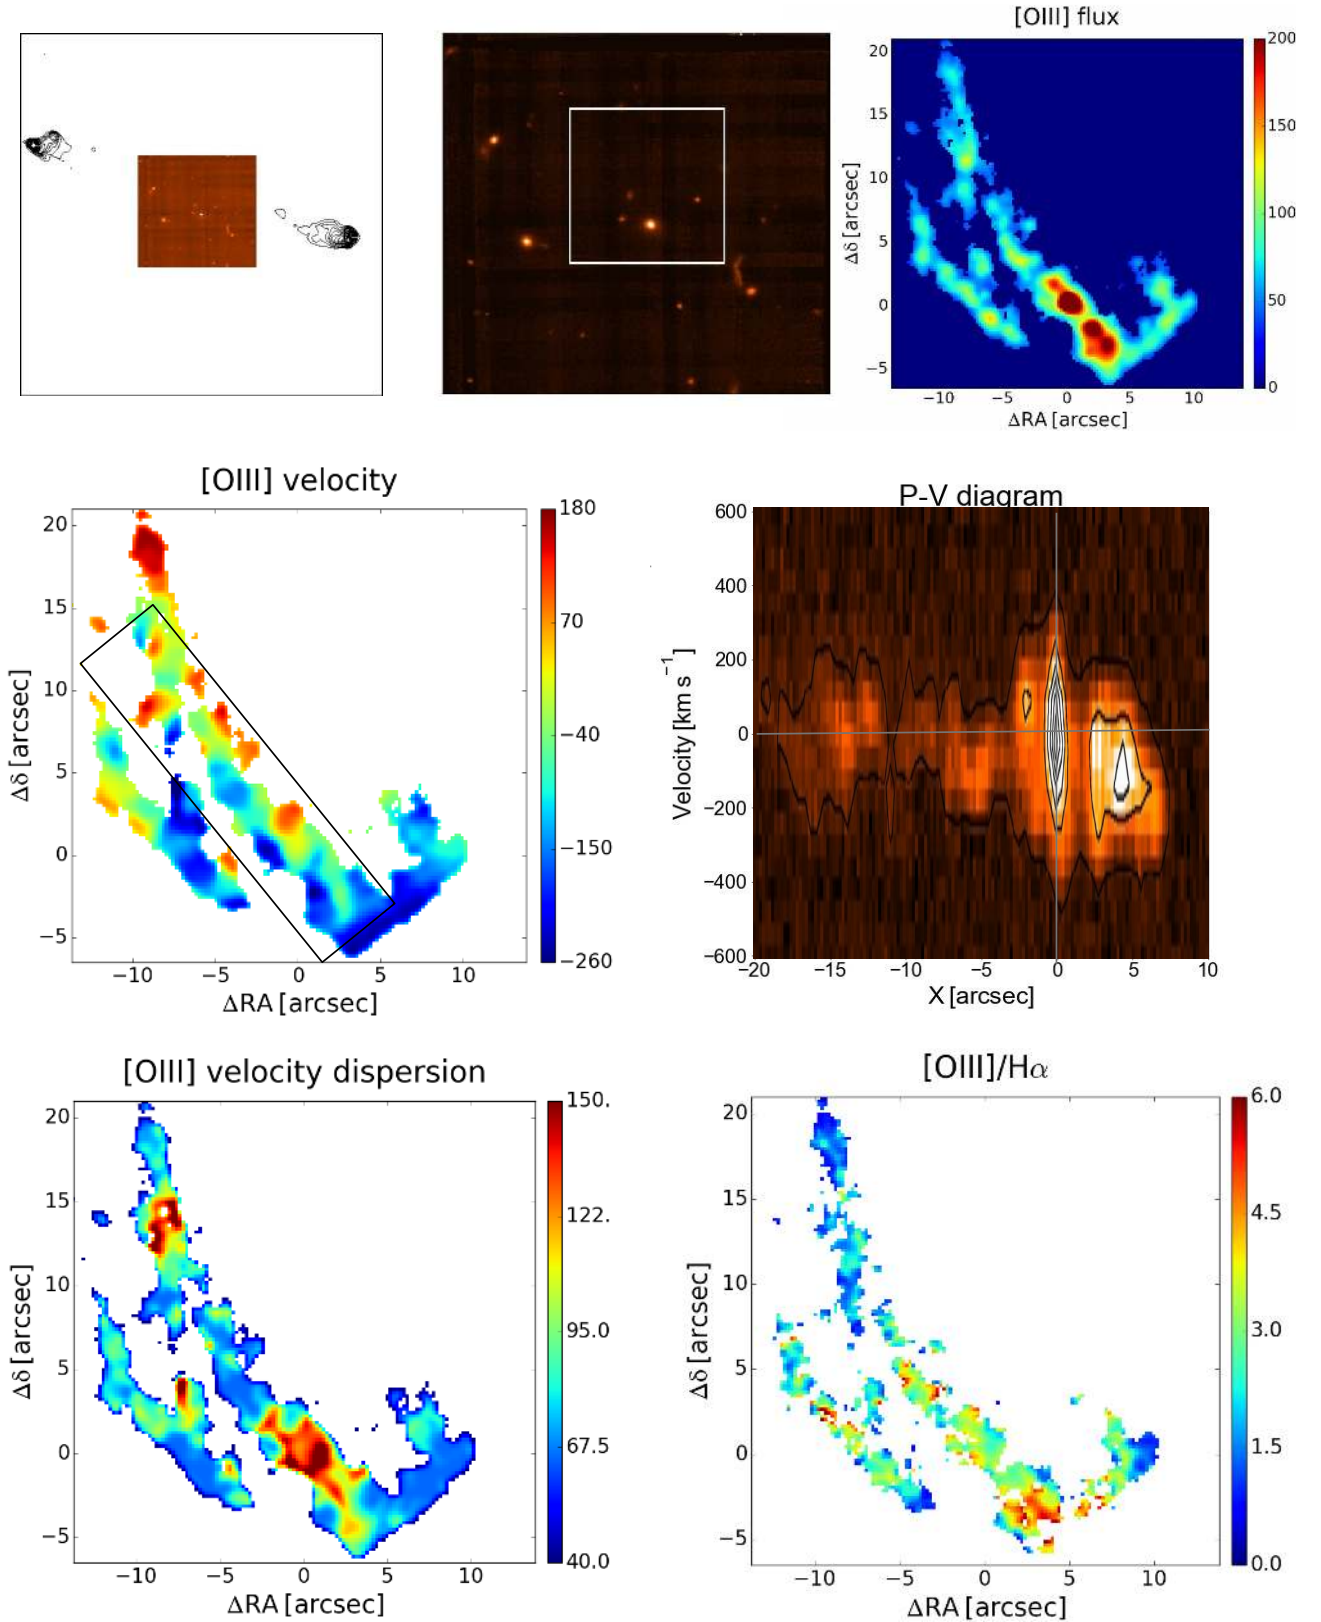 [OIII] flux
20
15
10
5
0
−5
Δδ [arcsec]
−10 −5 0 5 10
ΔRA [arcsec]
200
150
100
50
0
[OIII] velocity
20
15
10
5
0
−5
Δδ [arcsec]
−10 −5 0 5 10
ΔRA [arcsec]
180
70
−40
−150
−260
P-V diagram
600
400
200
0
−200
−400
−600
Velocity [km s−1]
−20 −15 −10 −5 0 5 10
X [arcsec]
[OIII] velocity dispersion
20
15
10
5
0
−5
Δδ [arcsec]
−10 −5 0 5 10
ΔRA [arcsec]
150.
122.
95.0
67.5
40.0
[OIII]/Hα
20
15
10
5
0
−5
Δδ [arcsec]
−10 −5 0 5 10
ΔRA [arcsec]
6.0
4.5
3.0
1.5
0.0